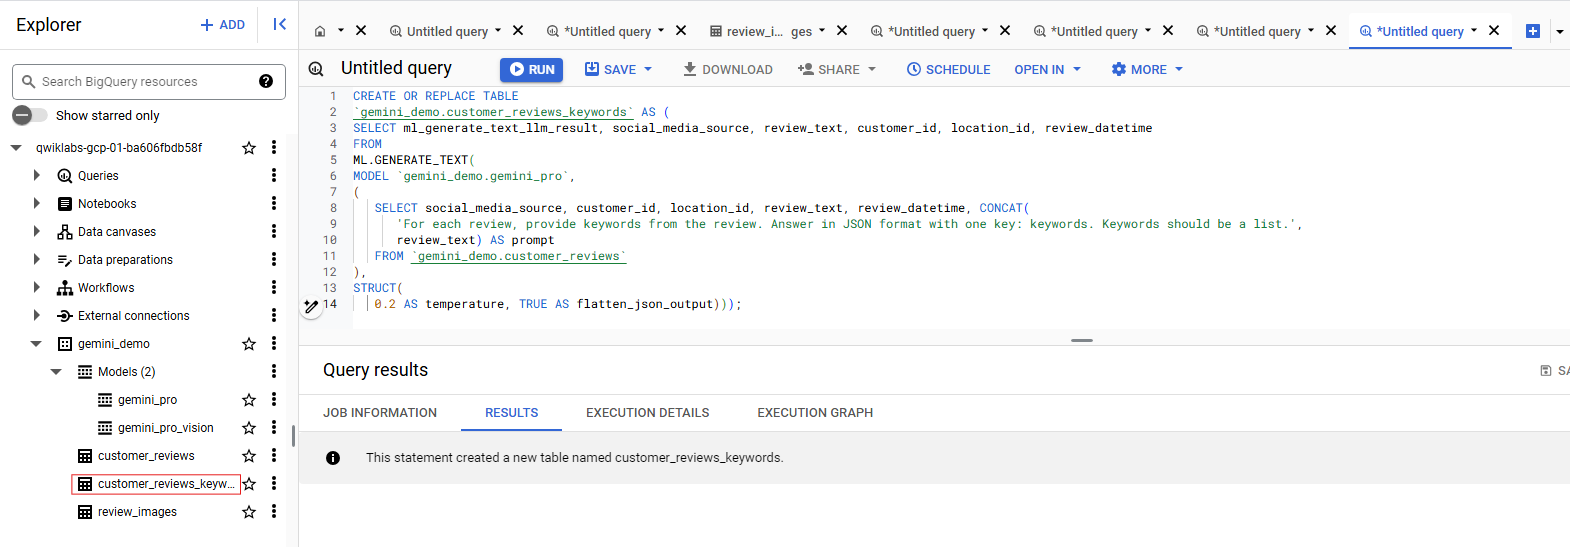 Explorer
+ ADD
Search BigQuery resources
Show starred only
qwiklabs-gcp-01-ba606fbdb58f
Queries
Notebooks
Data canvases
Data preparations
Workflows
External connections
gemini_demo
Models (2)
gemini_pro
gemini_pro_vision
customer_reviews
customer_reviews_keyw...
review_images
Untitled query *Untitled query review_i... ges *Untitled query *Untitled query *Untitled query *Untitled query
Untitled query RUN SAVE DOWNLOAD SHARE SCHEDULE OPEN IN MORE
1 CREATE OR REPLACE TABLE
2 `gemini_demo.customer_reviews_keywords` AS (
3 SELECT ml_generate_text_llm_result, social_media_source, review_text, customer_id, location_id, review_datetime
4 FROM
5 ML.GENERATE_TEXT(
6 MODEL `gemini_demo.gemini_pro`,
7 (
8 SELECT social_media_source, customer_id, location_id, review_text, review_datetime, CONCAT(
9 'For each review, provide keywords from the review. Answer in JSON format with one key: keywords. Keywords should be a list.',
10 review_text) AS prompt
11 FROM `gemini_demo.customer_reviews`
12 ),
13 STRUCT(
14 0.2 AS temperature, TRUE AS flatten_json_output)));
Query results
SA
JOB INFORMATION RESULTS EXECUTION DETAILS EXECUTION GRAPH
This statement created a new table named customer_reviews_keywords.